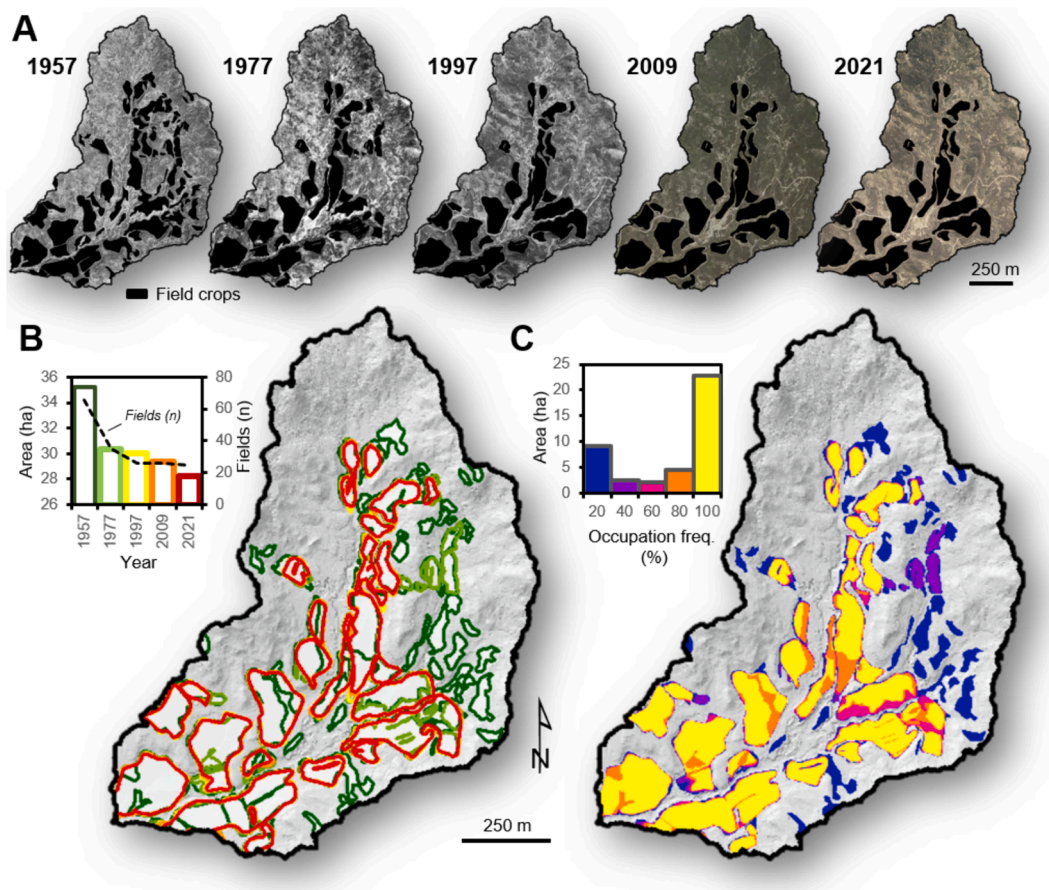 A
1957
1977
1997
2009
2021
250 m
Field crops
B
36
34
32
30
28
26
Area (ha)
80
60
40
20
0
Fields (n)
Fields (n)
1957
1977
1997
2009
2021
Year
C
25
20
15
10
5
0
Area (ha)
20 40 60 80 100
Occupation freq.
(%)
N
250 m